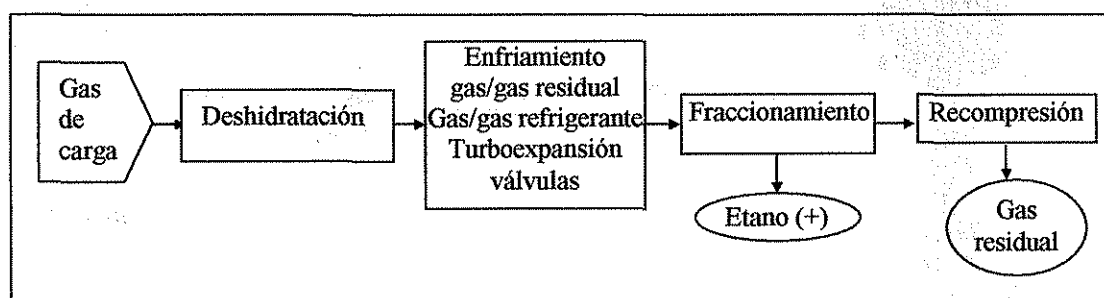 Gas
de
carga
Deshidratación
Enfriamiento
gas/gas residual
Gas/gas refrigerante
Turboexpansión
válvulas
Fraccionamiento
Recompresión
Etano (+)
Gas
residual